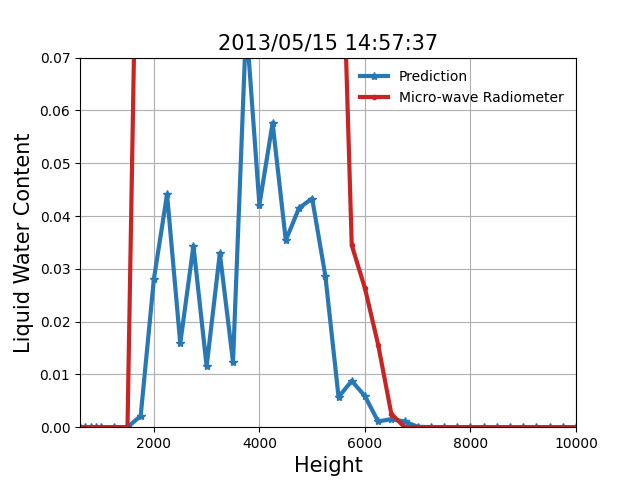 2013/05/15 14:57:37
0.07
0.06
0.05
0.04
0.03
0.02
0.01
0.00
Liquid Water Content
Prediction
Micro-wave Radiometer
2000 4000 6000 8000 10000
Height